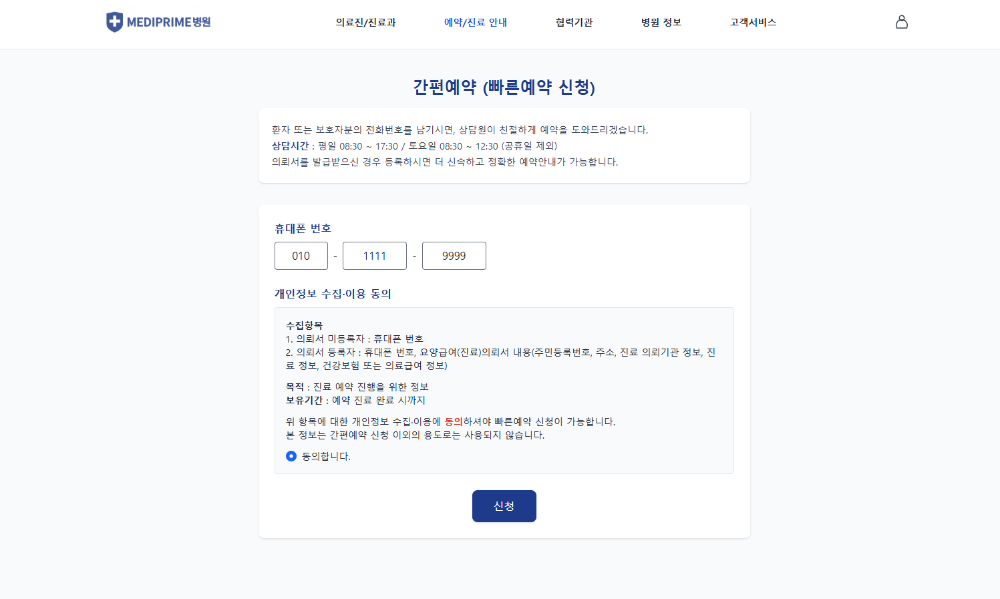 MEDIPRIME병원
의료진/진료과
예약/진료 안내
협력기관
병원 정보
고객서비스
간편예약 (빠른예약 신청)
환자 또는 보호자분의 전화번호를 남기시면, 상담원이 친절하게 예약을 도와드리겠습니다.
상담시간 : 평일 08:30 ~ 17:30 / 토요일 08:30 ~ 12:30 (공휴일 제외)
의뢰서를 발급받으신 경우 등록하시면 더 신속하고 정확한 예약안내가 가능합니다.
휴대폰 번호
010 - 1111 - 9999
개인정보 수집·이용 동의
수집항목
1. 의뢰서 미등록자 : 휴대폰 번호
2. 의뢰서 등록자 : 휴대폰 번호, 요양급여(진료)의뢰서 내용(주민등록번호, 주소, 진료 의뢰기관 정보, 진
료 정보, 건강보험 또는 의료급여 정보)
목적 : 진료 예약 진행을 위한 정보
보유기간 : 예약 진료 완료 시까지
위 항목에 대한 개인정보 수집·이용에 동의하셔야 빠른예약 신청이 가능합니다.
본 정보는 간편예약 신청 이외의 용도로는 사용되지 않습니다.
동의합니다.
신청